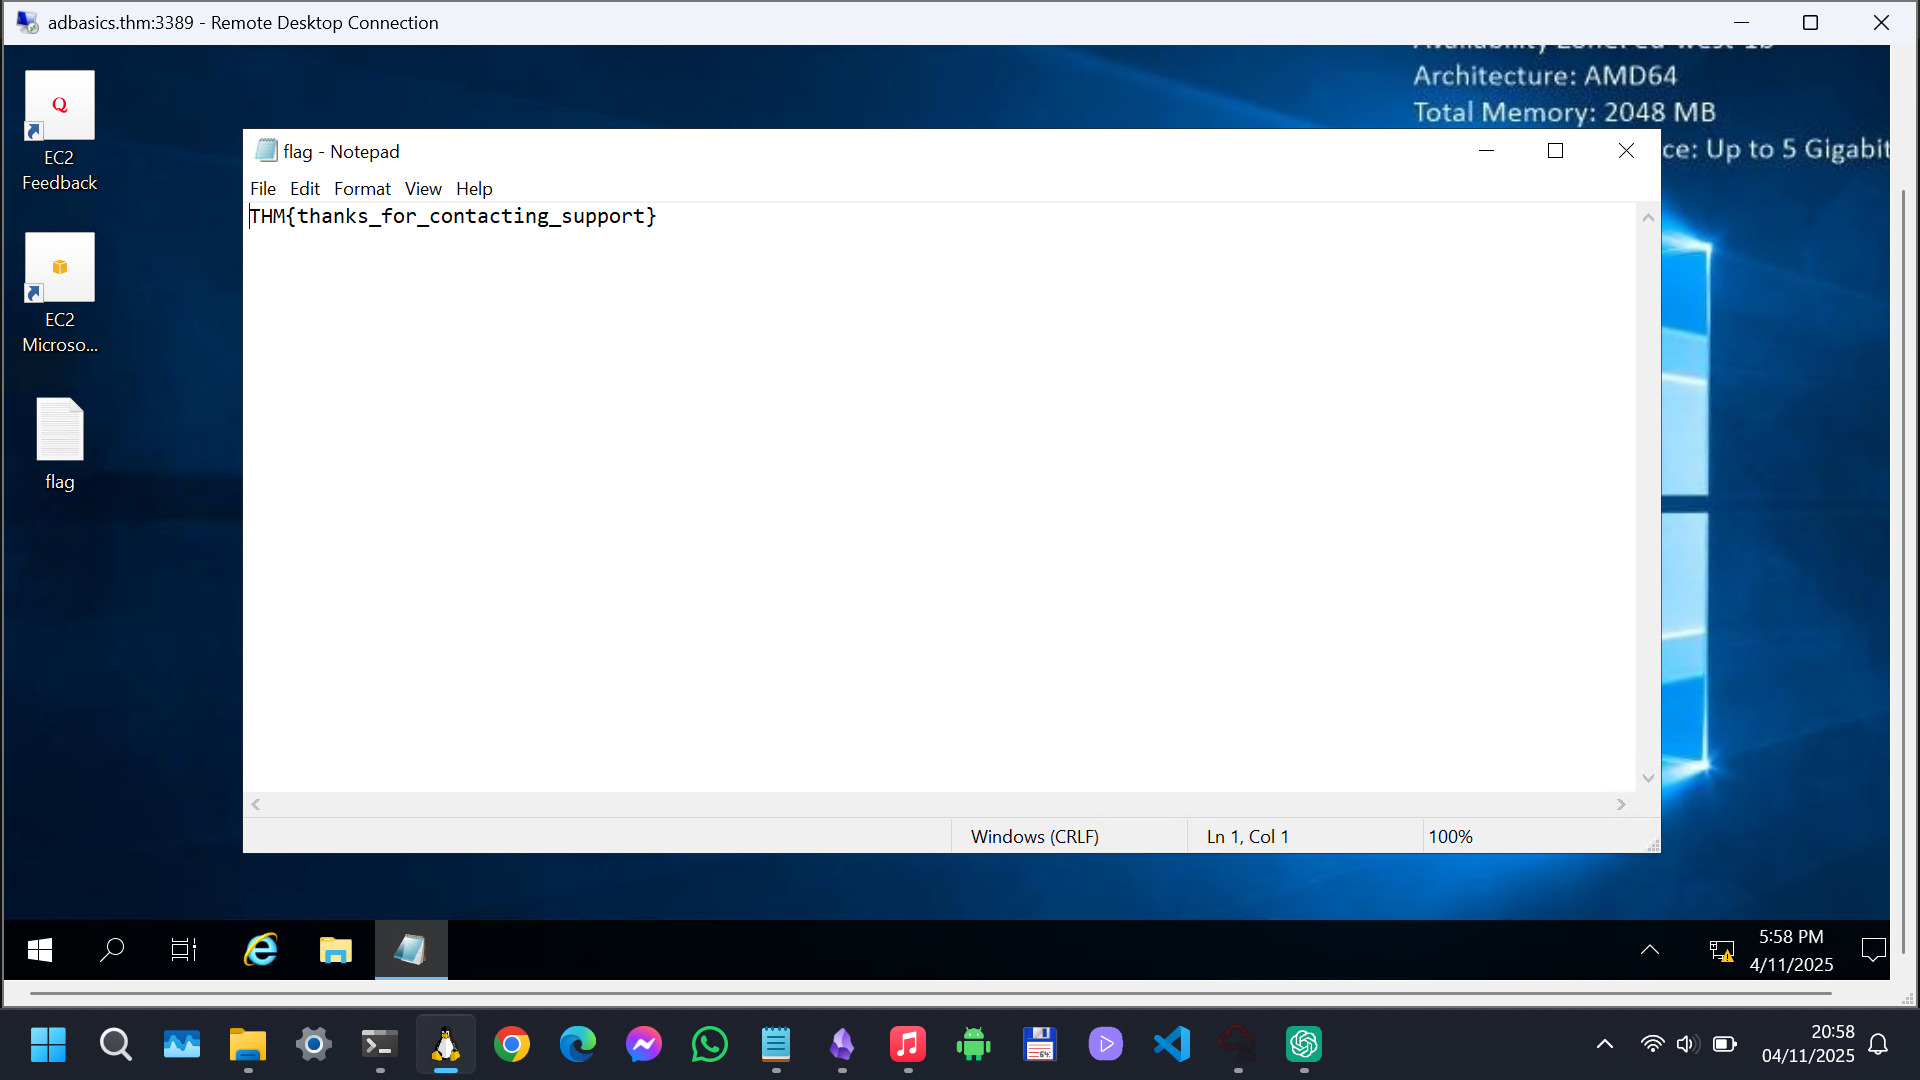 adbasics.thm:3389 - Remote Desktop Connection
Architecture: AMD64
Total Memory: 2048 MB
ce: Up to 5 Gigabit
EC2
Feedback
EC2
Microso...
flag
flag - Notepad
File Edit Format View Help
THM{thanks_for_contacting_support}
Windows (CRLF)
Ln 1, Col 1
100%
5:58 PM
4/11/2025
64
20:58
04/11/2025